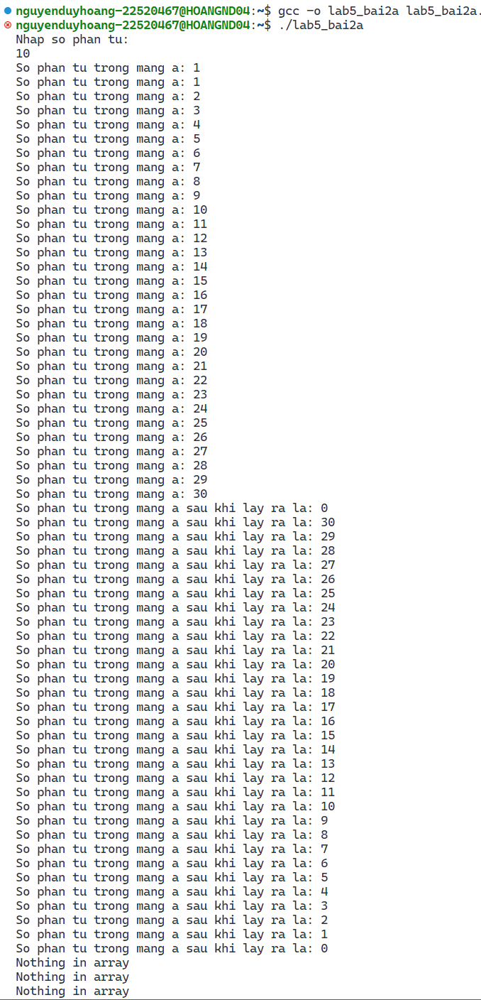 nguyenduyhoang-22520467@HOANGND04:~$ gcc -o lab5_bai2a lab5_bai2a.
nguyenduyhoang-22520467@HOANGND04:~$ ./lab5_bai2a
Nhap so phan tu:
10
So phan tu trong mang a: 1
So phan tu trong mang a: 1
So phan tu trong mang a: 2
So phan tu trong mang a: 3
So phan tu trong mang a: 4
So phan tu trong mang a: 5
So phan tu trong mang a: 6
So phan tu trong mang a: 7
So phan tu trong mang a: 8
So phan tu trong mang a: 9
So phan tu trong mang a: 10
So phan tu trong mang a: 11
So phan tu trong mang a: 12
So phan tu trong mang a: 13
So phan tu trong mang a: 14
So phan tu trong mang a: 15
So phan tu trong mang a: 16
So phan tu trong mang a: 17
So phan tu trong mang a: 18
So phan tu trong mang a: 19
So phan tu trong mang a: 20
So phan tu trong mang a: 21
So phan tu trong mang a: 22
So phan tu trong mang a: 23
So phan tu trong mang a: 24
So phan tu trong mang a: 25
So phan tu trong mang a: 26
So phan tu trong mang a: 27
So phan tu trong mang a: 28
So phan tu trong mang a: 29
So phan tu trong mang a: 30
So phan tu trong mang a sau khi lay ra la: 0
So phan tu trong mang a sau khi lay ra la: 30
So phan tu trong mang a sau khi lay ra la: 29
So phan tu trong mang a sau khi lay ra la: 28
So phan tu trong mang a sau khi lay ra la: 27
So phan tu trong mang a sau khi lay ra la: 26
So phan tu trong mang a sau khi lay ra la: 25
So phan tu trong mang a sau khi lay ra la: 24
So phan tu trong mang a sau khi lay ra la: 23
So phan tu trong mang a sau khi lay ra la: 22
So phan tu trong mang a sau khi lay ra la: 21
So phan tu trong mang a sau khi lay ra la: 20
So phan tu trong mang a sau khi lay ra la: 19
So phan tu trong mang a sau khi lay ra la: 18
So phan tu trong mang a sau khi lay ra la: 17
So phan tu trong mang a sau khi lay ra la: 16
So phan tu trong mang a sau khi lay ra la: 15
So phan tu trong mang a sau khi lay ra la: 14
So phan tu trong mang a sau khi lay ra la: 13
So phan tu trong mang a sau khi lay ra la: 12
So phan tu trong mang a sau khi lay ra la: 11
So phan tu trong mang a sau khi lay ra la: 10
So phan tu trong mang a sau khi lay ra la: 9
So phan tu trong mang a sau khi lay ra la: 8
So phan tu trong mang a sau khi lay ra la: 7
So phan tu trong mang a sau khi lay ra la: 6
So phan tu trong mang a sau khi lay ra la: 5
So phan tu trong mang a sau khi lay ra la: 4
So phan tu trong mang a sau khi lay ra la: 3
So phan tu trong mang a sau khi lay ra la: 2
So phan tu trong mang a sau khi lay ra la: 1
So phan tu trong mang a sau khi lay ra la: 0
Nothing in array
Nothing in array
Nothing in array